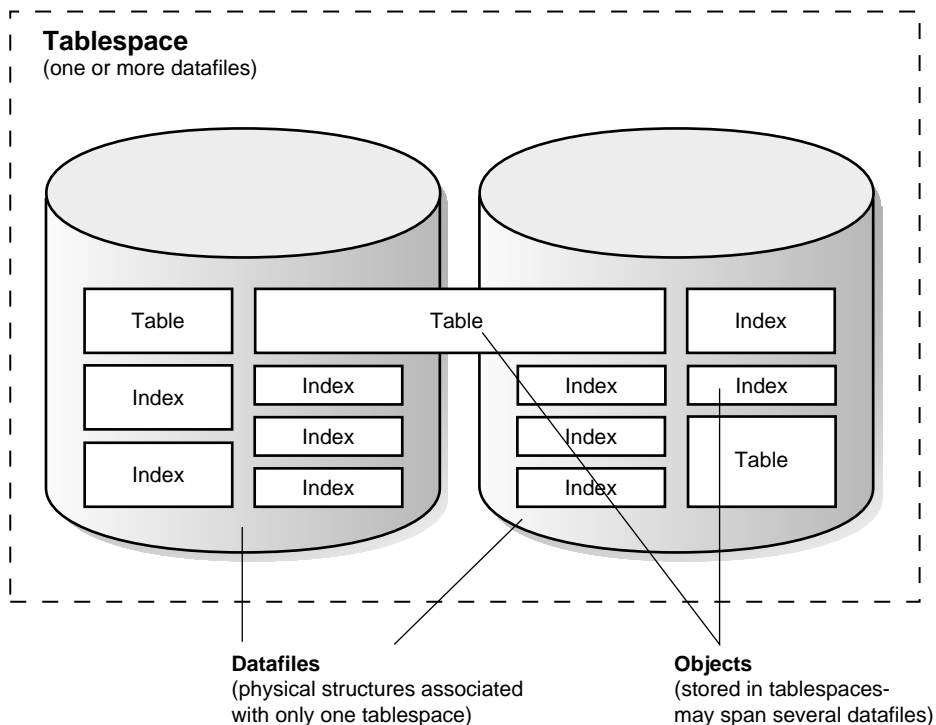 Tablespace
(one or more datafiles)
Table
Table
Index
Index
Index
Index
Index
Index
Index
Index
Table
Index
Index
Index
Datafiles
(physical structures associated
with only one tablespace)
Objects
(stored in tablespaces-
may span several datafiles)